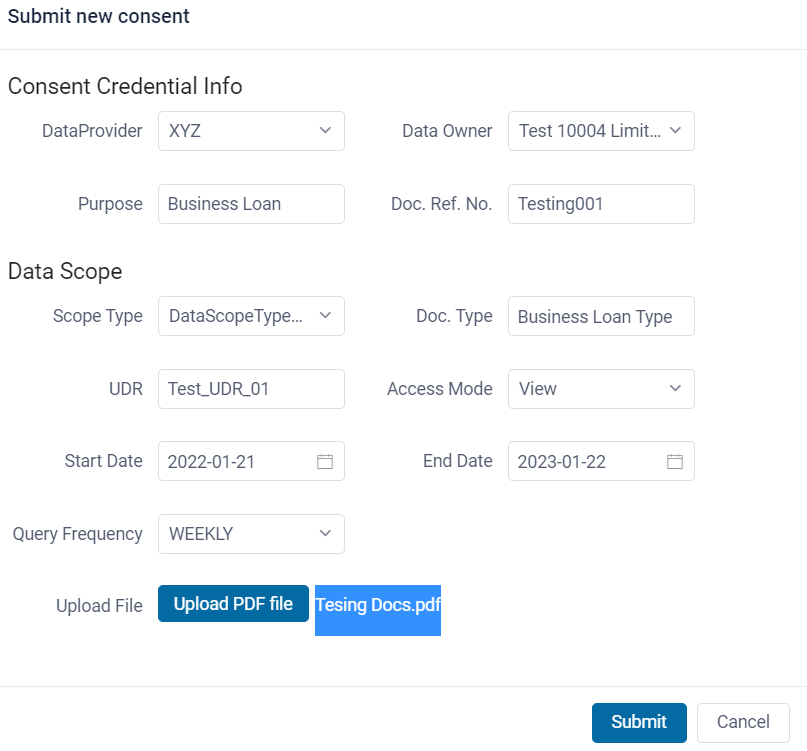 Submit new consent
Consent Credential Info
DataProvider XYZ Data Owner Test 10004 Limit...
Purpose Business Loan Doc. Ref. No. Testing001
Data Scope
Scope Type DataScopeType... Doc. Type Business Loan Type
UDR Test_UDR_01 Access Mode View
Start Date 2022-01-21 End Date 2023-01-22
Query Frequency WEEKLY
Upload File Upload PDF file Tesing Docs.pdf
Submit Cancel